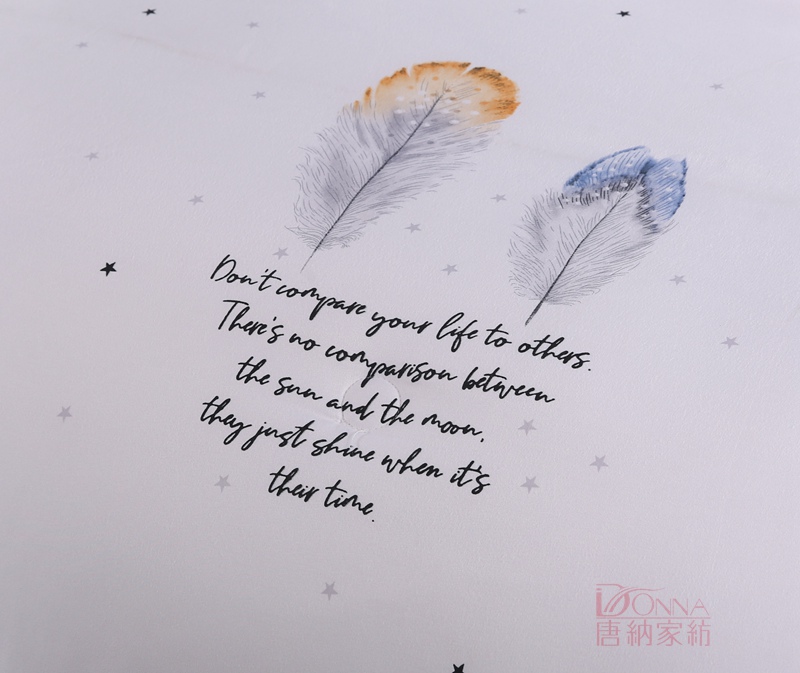 Don't compare your life to others.
There's no comparison between
the sun and the moon,
they just shine when it's
their time.
DONNA
唐納家紡